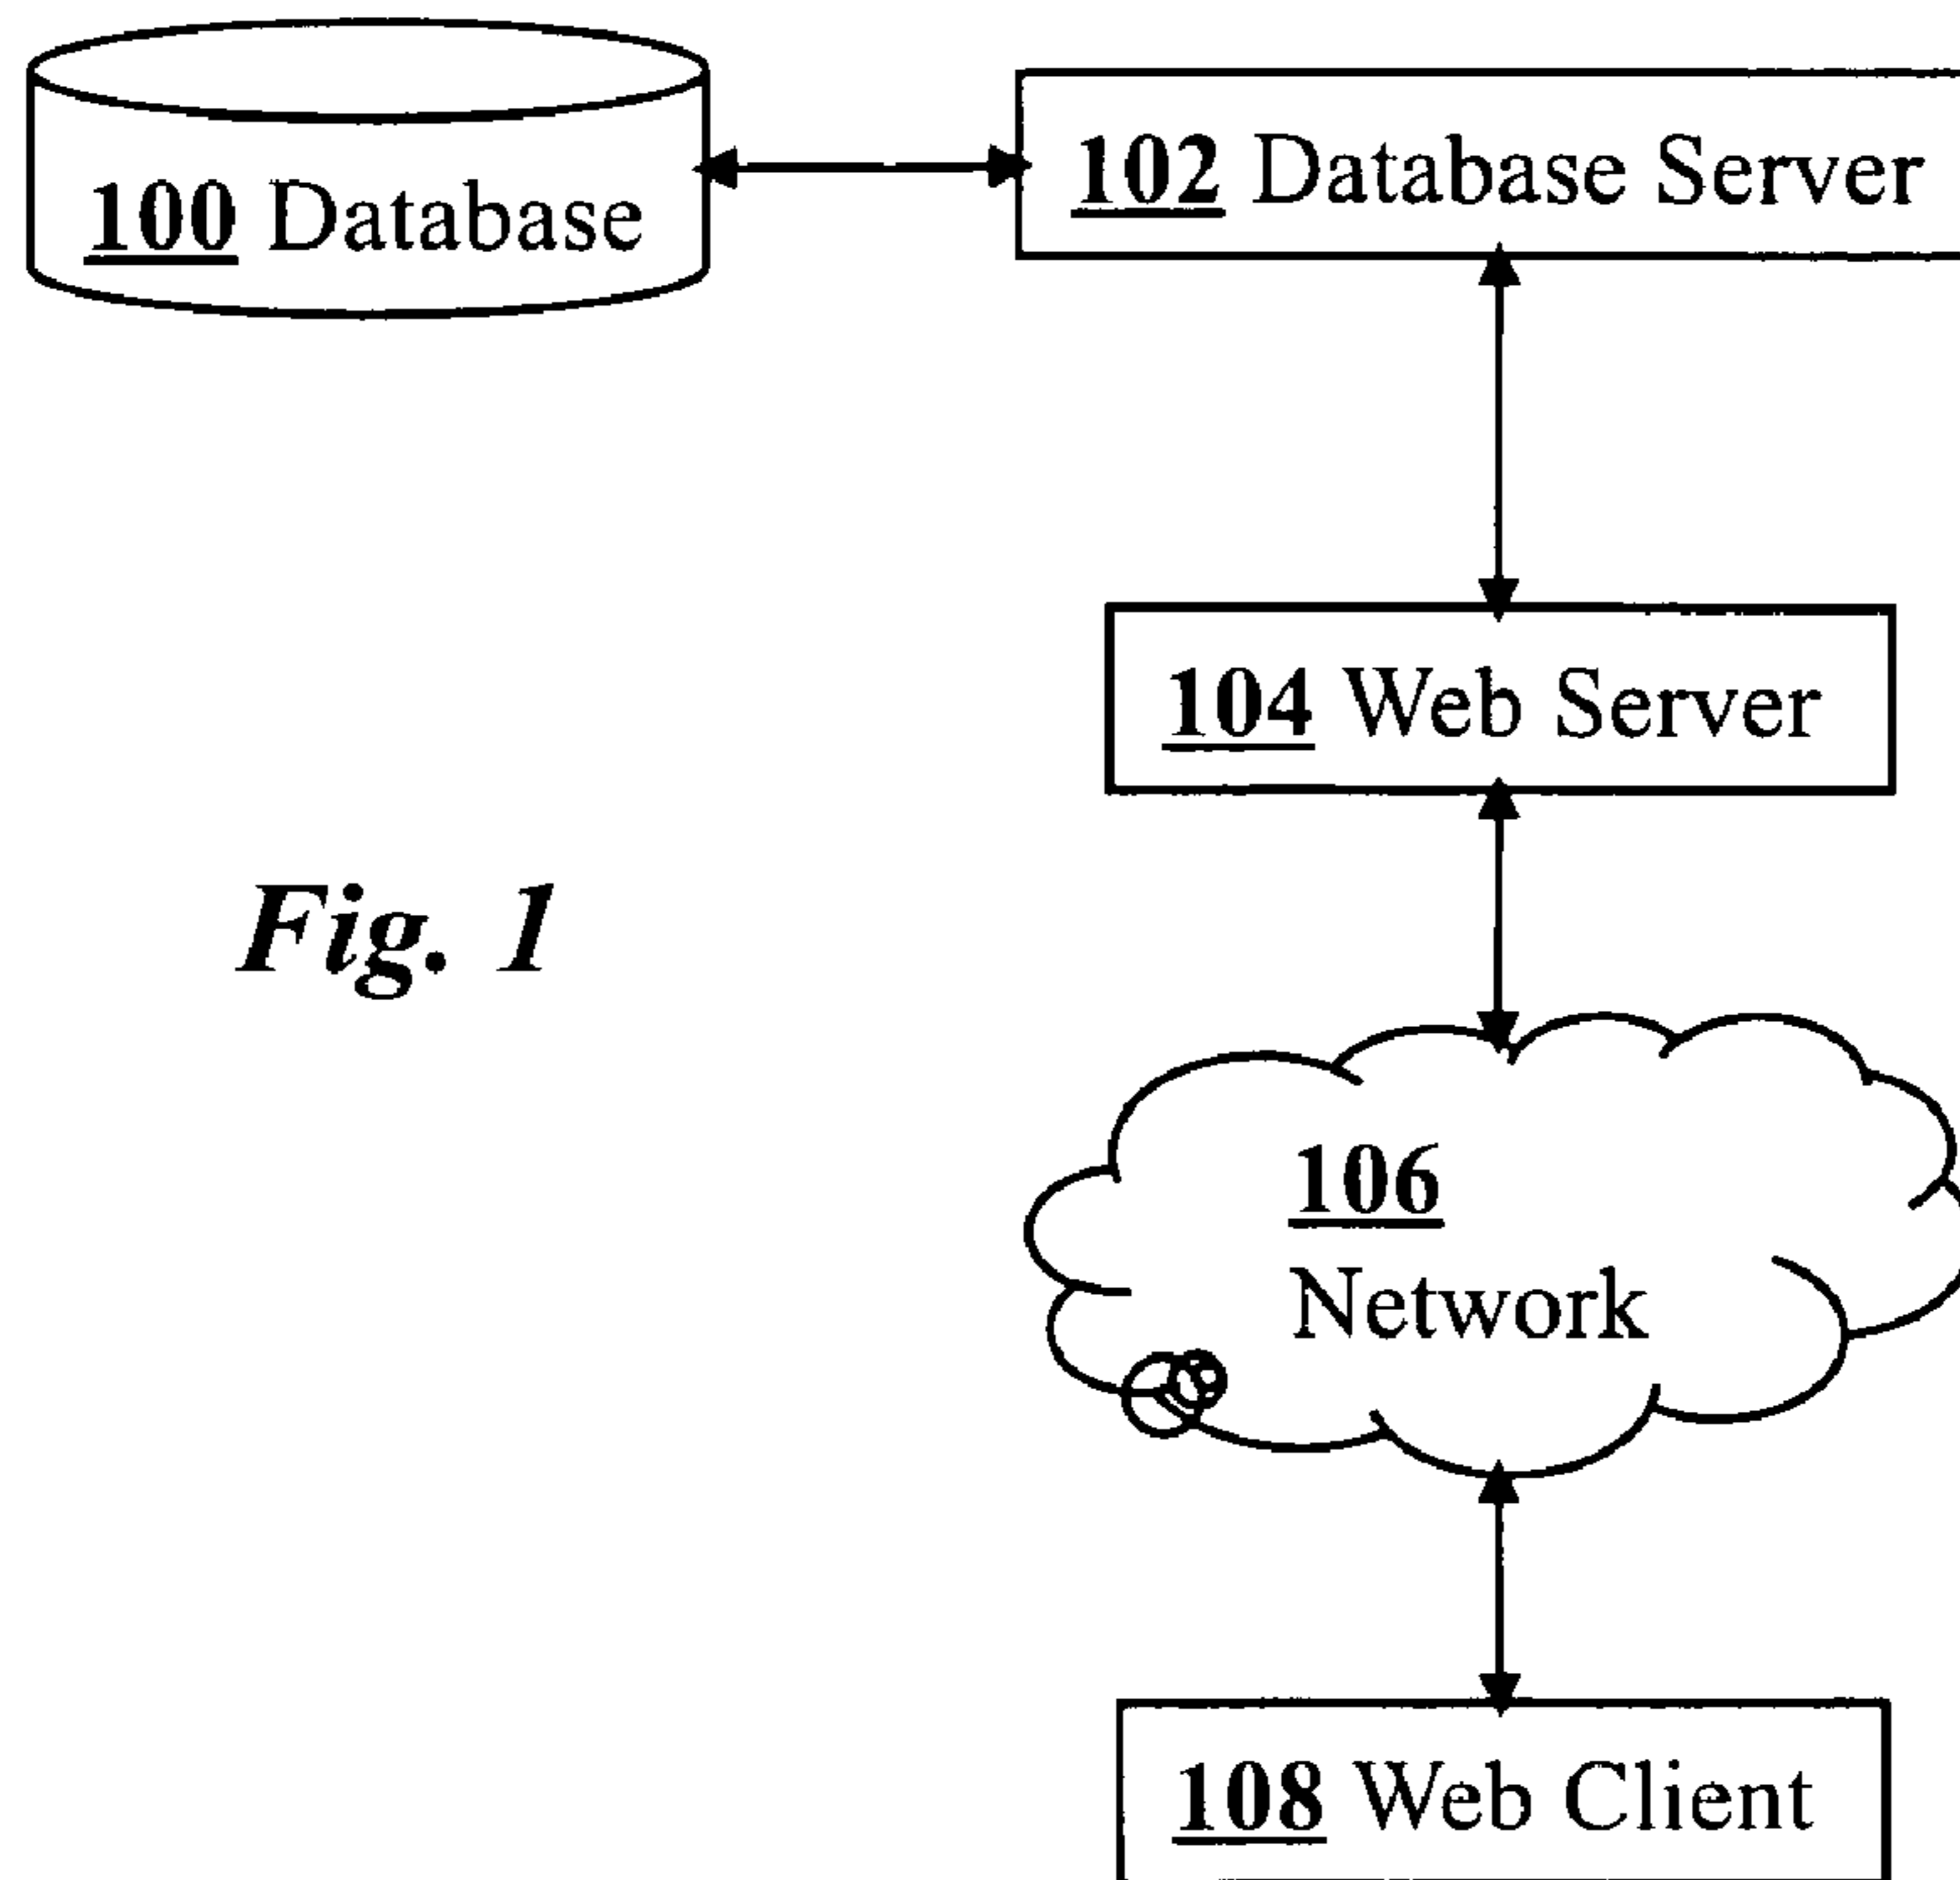 100 Database
102 Database Server
104 Web Server
Fig. 1
106
Network
108 Web Client